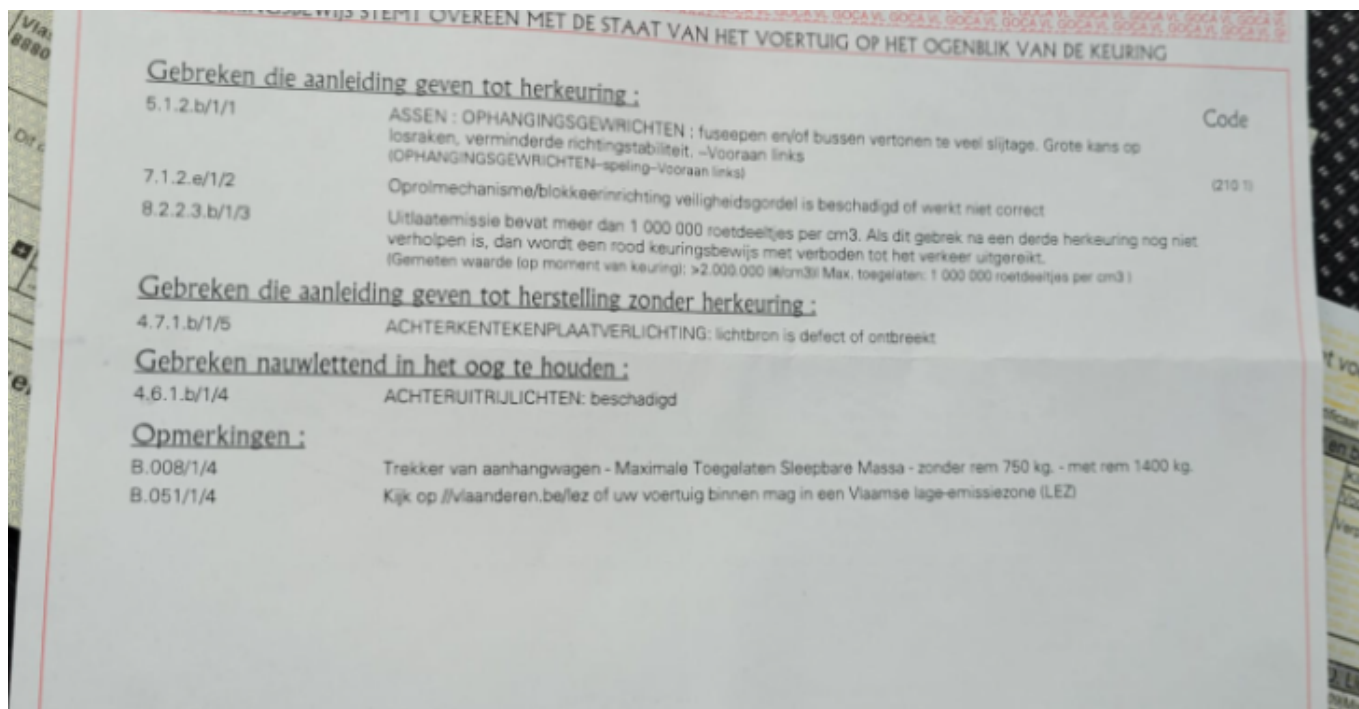 STEMT OVEREEN MET DE STAAT VAN HET VOERTUIG OP HET OGENBLIK VAN DE KEURING
Gebreken die aanleiding geven tot herkeuring :
Code
5.1.2.b/1/1 ASSEN : OPHANGINGSGEWRICHTEN : fuseepen en/of bussen vertonen te veel slijtage. Grote kans op
losraken, verminderde richtingstabiliteit. -Vooraan links
(OPHANGINGSGEWRICHTEN-speling-Vooraan links) (210 1)
7.1.2.e/1/2 Oprolmechanisme/blokkeerinrichting veiligheidsgordel is beschadigd of werkt niet correct
8.2.2.3.b/1/3 Uitlaatemissie bevat meer dan 1 000 000 roetdeeltjes per cm3. Als dit gebrek na een derde herkeuring nog niet
verholpen is, dan wordt een rood keuringsbewijs met verboden tot het verkeer uitgereikt.
(Gemeten waarde (op moment van keuring): >2.000.000 (#/cm3)( Max. toegelaten: 1 000 000 roetdeeltjes per cm3 )
Gebreken die aanleiding geven tot herstelling zonder herkeuring :
4.7.1.b/1/5 ACHTERKENTEKENPLAATVERLICHTING: lichtbron is defect of ontbreekt
Gebreken nauwlettend in het oog te houden :
4.6.1.b/1/4 ACHTERUITRIJLICHTEN: beschadigd
Opmerkingen :
B.008/1/4 Trekker van aanhangwagen - Maximale Toegelaten Sleepbare Massa - zonder rem 750 kg. - met rem 1400 kg.
B.051/1/4 Kijk op //vlaanderen.be/lez of uw voertuig binnen mag in een Vlaamse lage-emissiezone (LEZ)